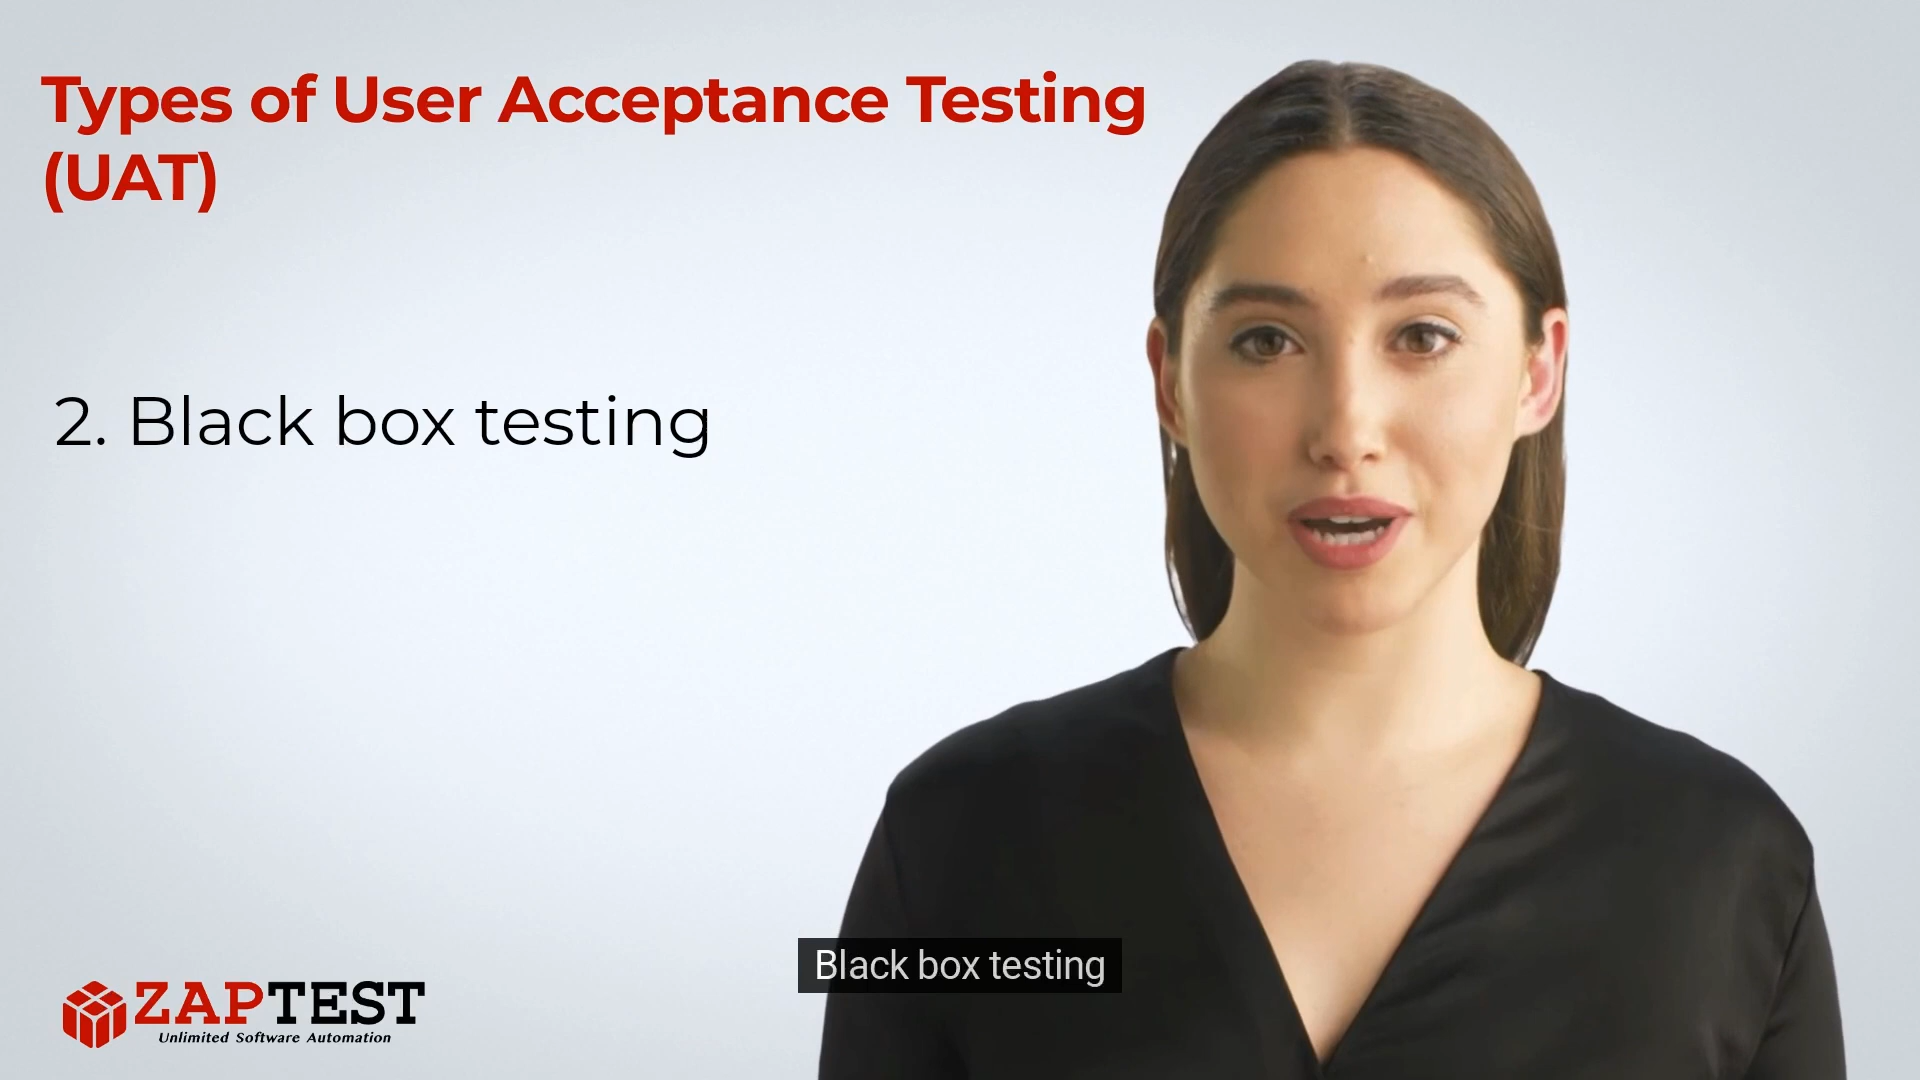 Types of User Acceptance Testing
(UAT)
2. Black box testing
Black box testing
ZAPTEST
Unlimited Software Automation